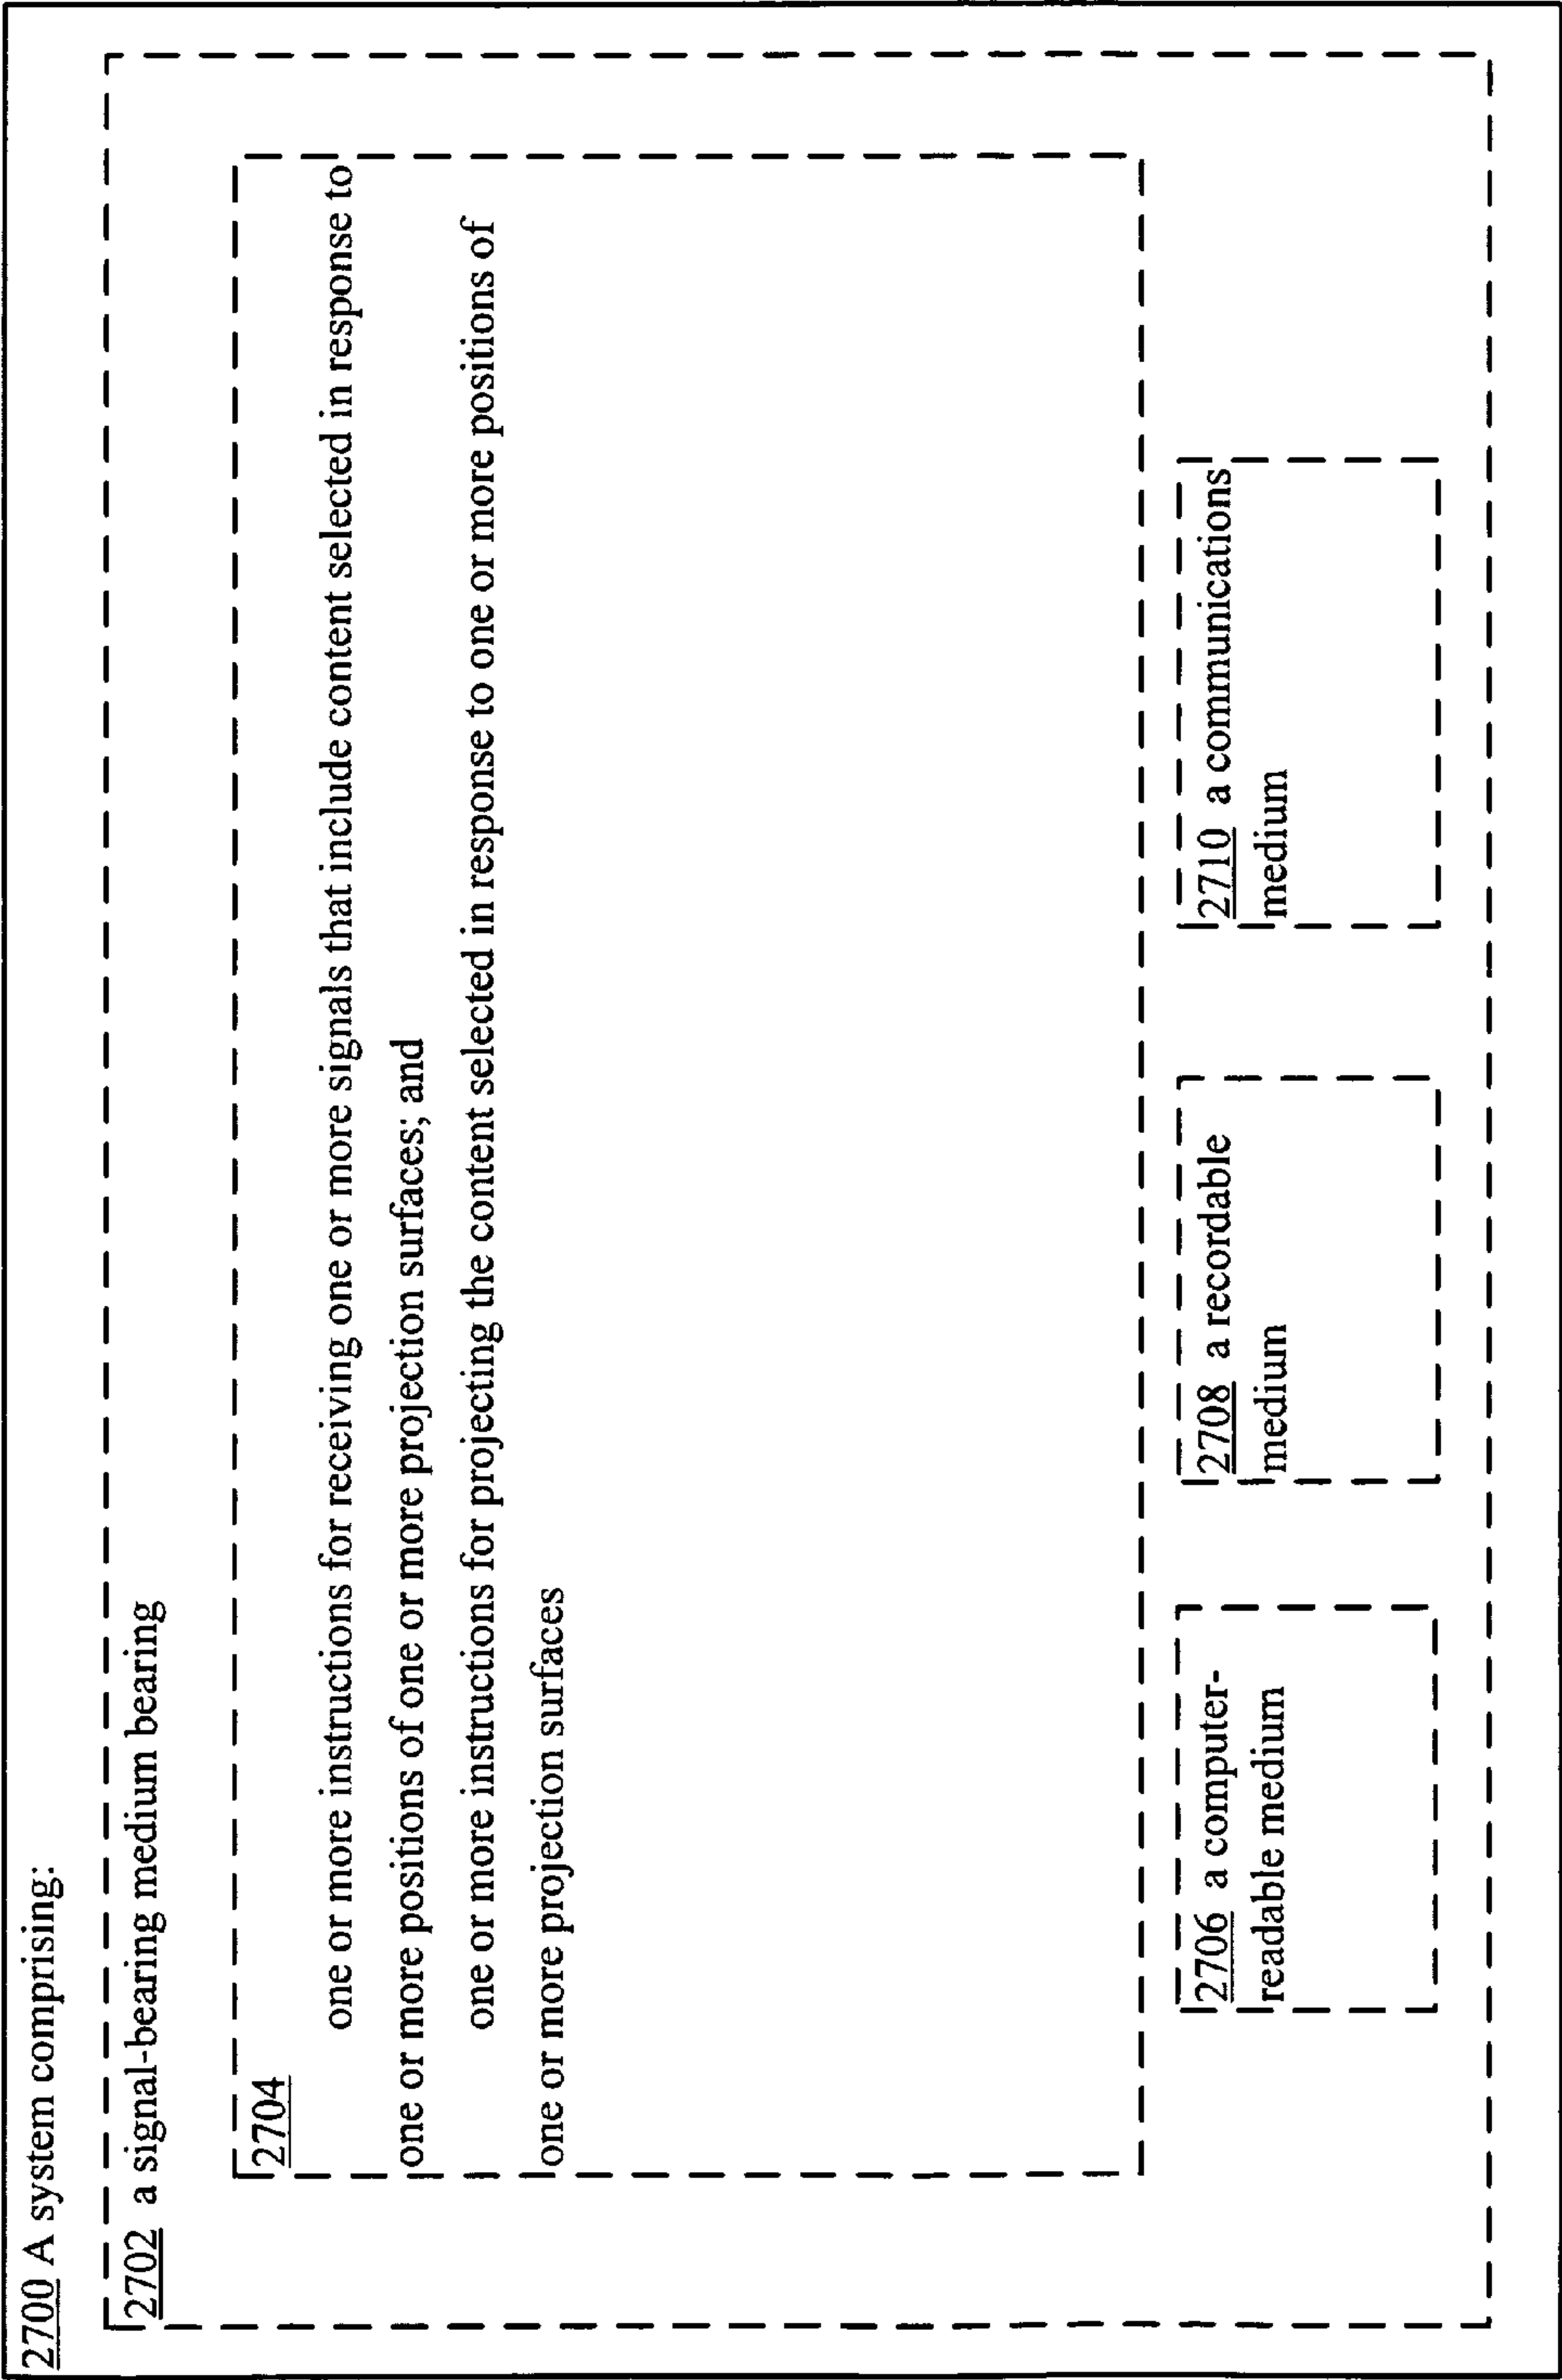 2700 A system comprising:
2702 a signal-bearing medium bearing
2704
one or more instructions for receiving one or more signals that include content selected in response to
one or more positions of one or more projection surfaces; and
one or more instructions for projecting the content selected in response to one or more positions of
one or more projection surfaces
2706 a computer-
readable medium
2708 a recordable
medium
2710 a communications
medium